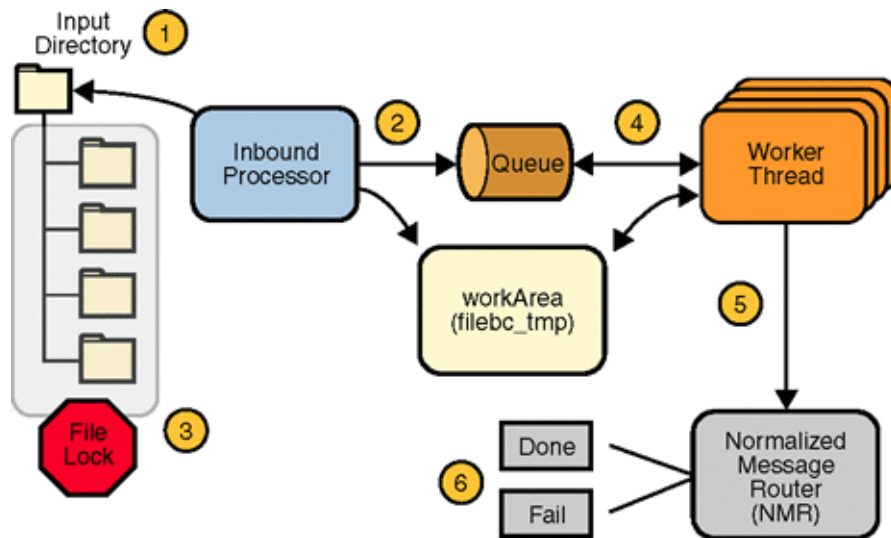 Input
Directory
1
Inbound
Processor
2
Queue
4
Worker
Thread
workArea
(filebc_tmp)
5
File
Lock
3
Done
6
Fail
Normalized
Message
Router
(NMR)